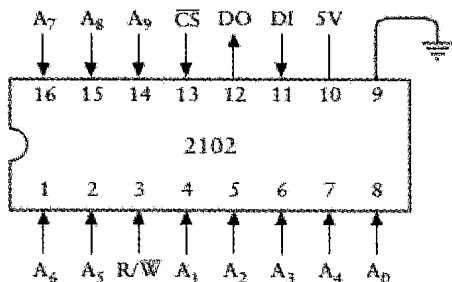 A₇ A₈ A₉ C̅S̅ DO DI 5V
16 15 14 13 12 11 10 9
2102
1 2 3 4 5 6 7 8
A₆ A₅ R/W̅ A₁ A₂ A₃ A₄ A₀